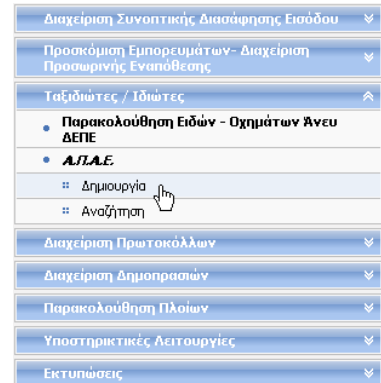 Διαχείριση Συνοπτικής Διασάφησης Εισόδου
Προσκόμιση Εμπορευμάτων- Διαχείριση
Προσωρινής Εναπόθεσης
Ταξιδιώτες / Ιδιώτες
Παρακολούθηση Ειδών - Οχημάτων Άνευ
ΔΕΠΕ
Α.Π.Α.Ε.
Δημιουργία
Αναζήτηση
Διαχείριση Πρωτοκόλλων
Διαχείριση Δημοπρασιών
Παρακολούθηση Πλοίων
Υποστηρικτικές Λειτουργίες
Εκτυπώσεις